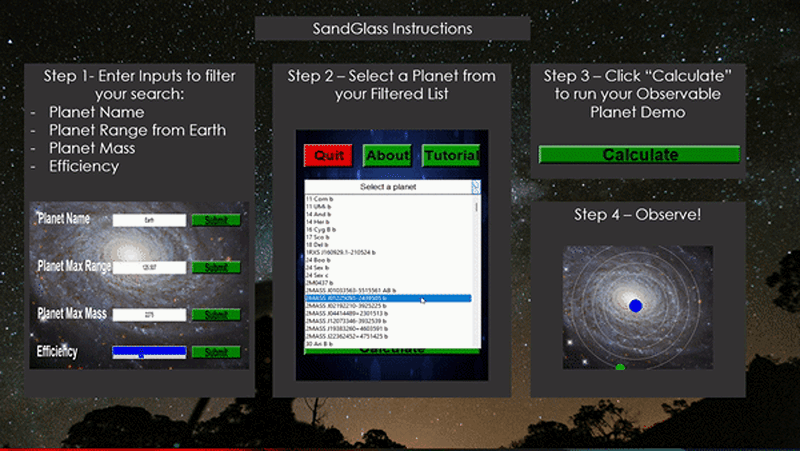 SandGlass Instructions
Step 1- Enter Inputs to filter
your search:
- Planet Name
- Planet Range from Earth
- Planet Mass
- Efficiency
Planet Name
Earth
Submit
Planet Max Range
Submit
Planet Max Mass
Submit
Efficiency
Submit
Step 2 – Select a Planet from
your Filtered List
Quit
About
Tutorial
Select a planet
11 Com b
11 UMi b
14 And b
14 Her b
16 Cyg B b
17 Sco b
18 Del b
1RXS J160929.1-210524 b
24 Boo b
24 Sex b
24 Sex c
2M0437 b
2MASS J01033563-5515561 AB b
2MASS J01225093-2439505 b
2MASS J02192210-3925225 b
2MASS J04414489+2301513 b
2MASS J12073346-3932539 b
2MASS J19383260+4603591 b
2MASS J22362452+4751425 b
30 Ari B b
Calculate
Step 3 – Click “Calculate”
to run your Observable
Planet Demo
Calculate
Step 4 – Observe!